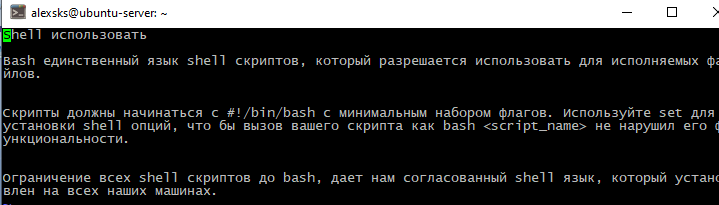 alexsks@ubuntu-server: ~
Shell использовать
Bash единственный язык shell скриптов, который разрешается использовать для исполняемых фа
йлов.
Скрипты должны начинаться с #!/bin/bash с минимальным набором флагов. Используйте set для
установки shell опций, что бы вызов вашего скрипта как bash <script_name> не нарушил его ф
ункциональности.
Ограничение всех shell скриптов до bash, дает нам согласованный shell язык, который устано
влен на всех наших машинах.